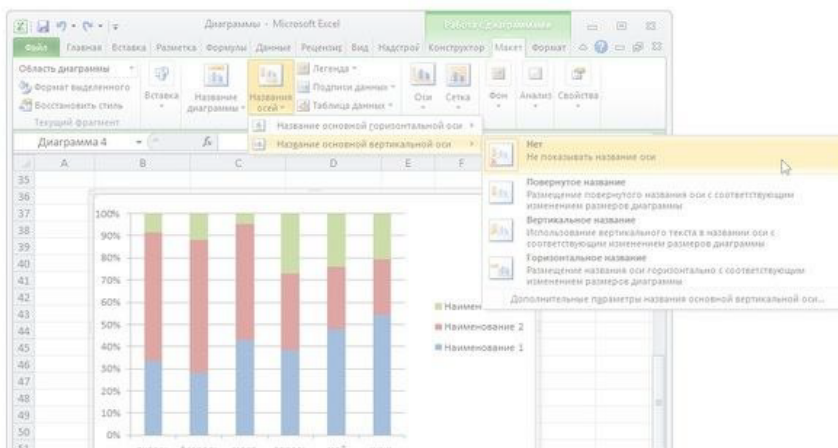 Диаграммы - Microsoft Excel
Работа с диаграммами
Файл Главная Вставка Разметка Формулы Данные Рецензир Вид Надстрой Конструктор Макет Формат
Область диаграммы
Формат выделенного
Восстановить стиль
Текущий фрагмент
Вставка
Название диаграммы
Названия осей
Легенда
Подписи данных
Таблица данных
Оси
Сетка
Фон
Анализ
Свойства
Название основной горизонтальной оси
Название основной вертикальной оси
Диаграмма 4
fx
Нет
Не показывать название оси
Повернутое название
Размещение повернутого названия оси с соответствующим
изменением размеров диаграммы
Вертикальное название
Использование вертикального текста в названии оси с
соответствующим изменением размеров диаграммы
Горизонтальное название
Размещение названия оси горизонтально с соответствующим
изменением размеров диаграммы
Дополнительные параметры названия основной вертикальной оси...
A B C D E F
35
36
37
38
39
40
41
42
43
44
45
46
47
48
49
50
100%
90%
80%
70%
60%
50%
40%
30%
20%
10%
0%
Наимен
Наименование 2
Наименование 1